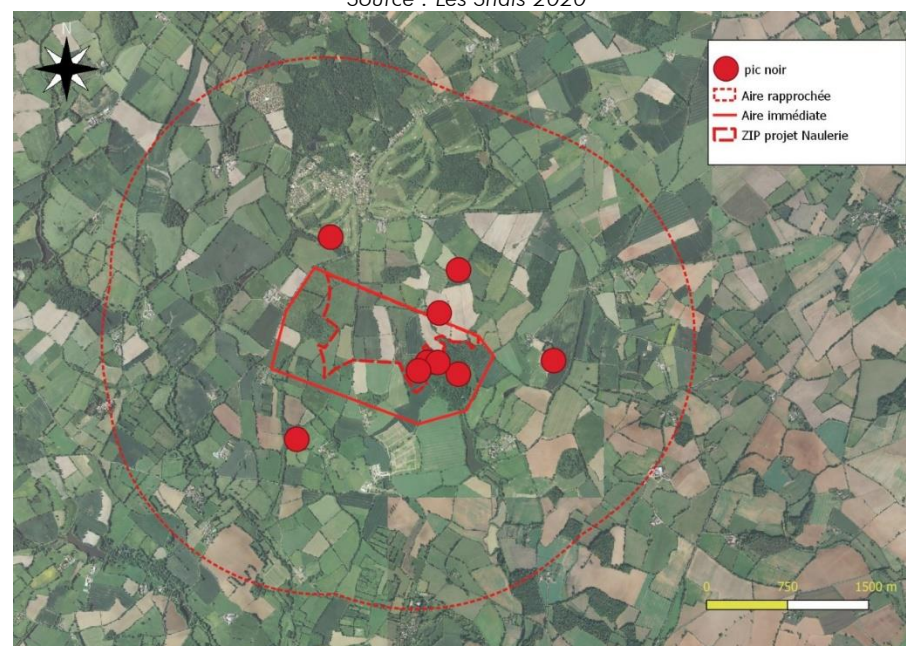 Source : Les Snats 2020
N
pic noir
Aire rapprochée
Aire immédiate
ZIP projet Naulerie
0 750 1500 m